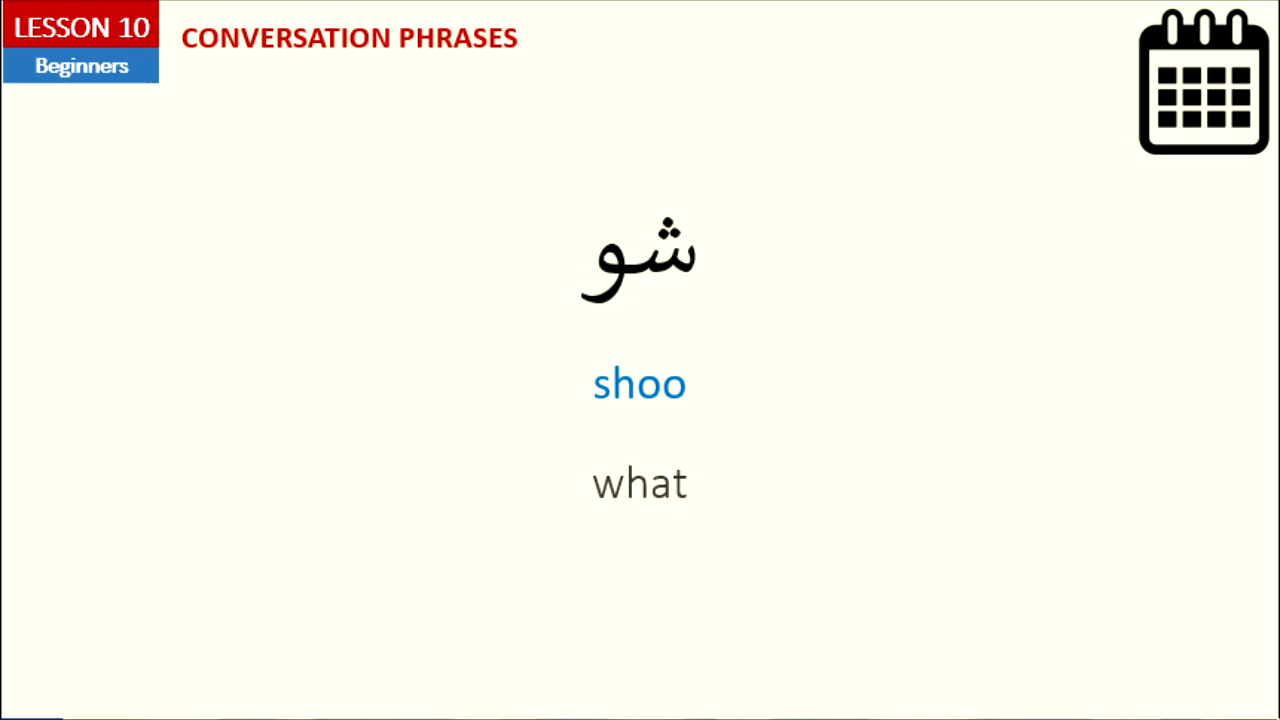 LESSON 10
Beginners
CONVERSATION PHRASES
شو
shoo
what